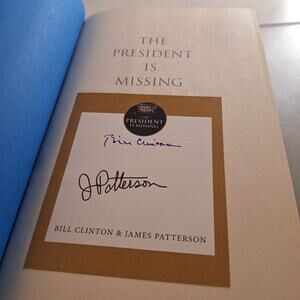 THE
PRESIDENT
IS
MISSING
THE
PRESIDENT
IS MISSING
Bill Clinton
J Patterson
BILL CLINTON & JAMES PATTERSON